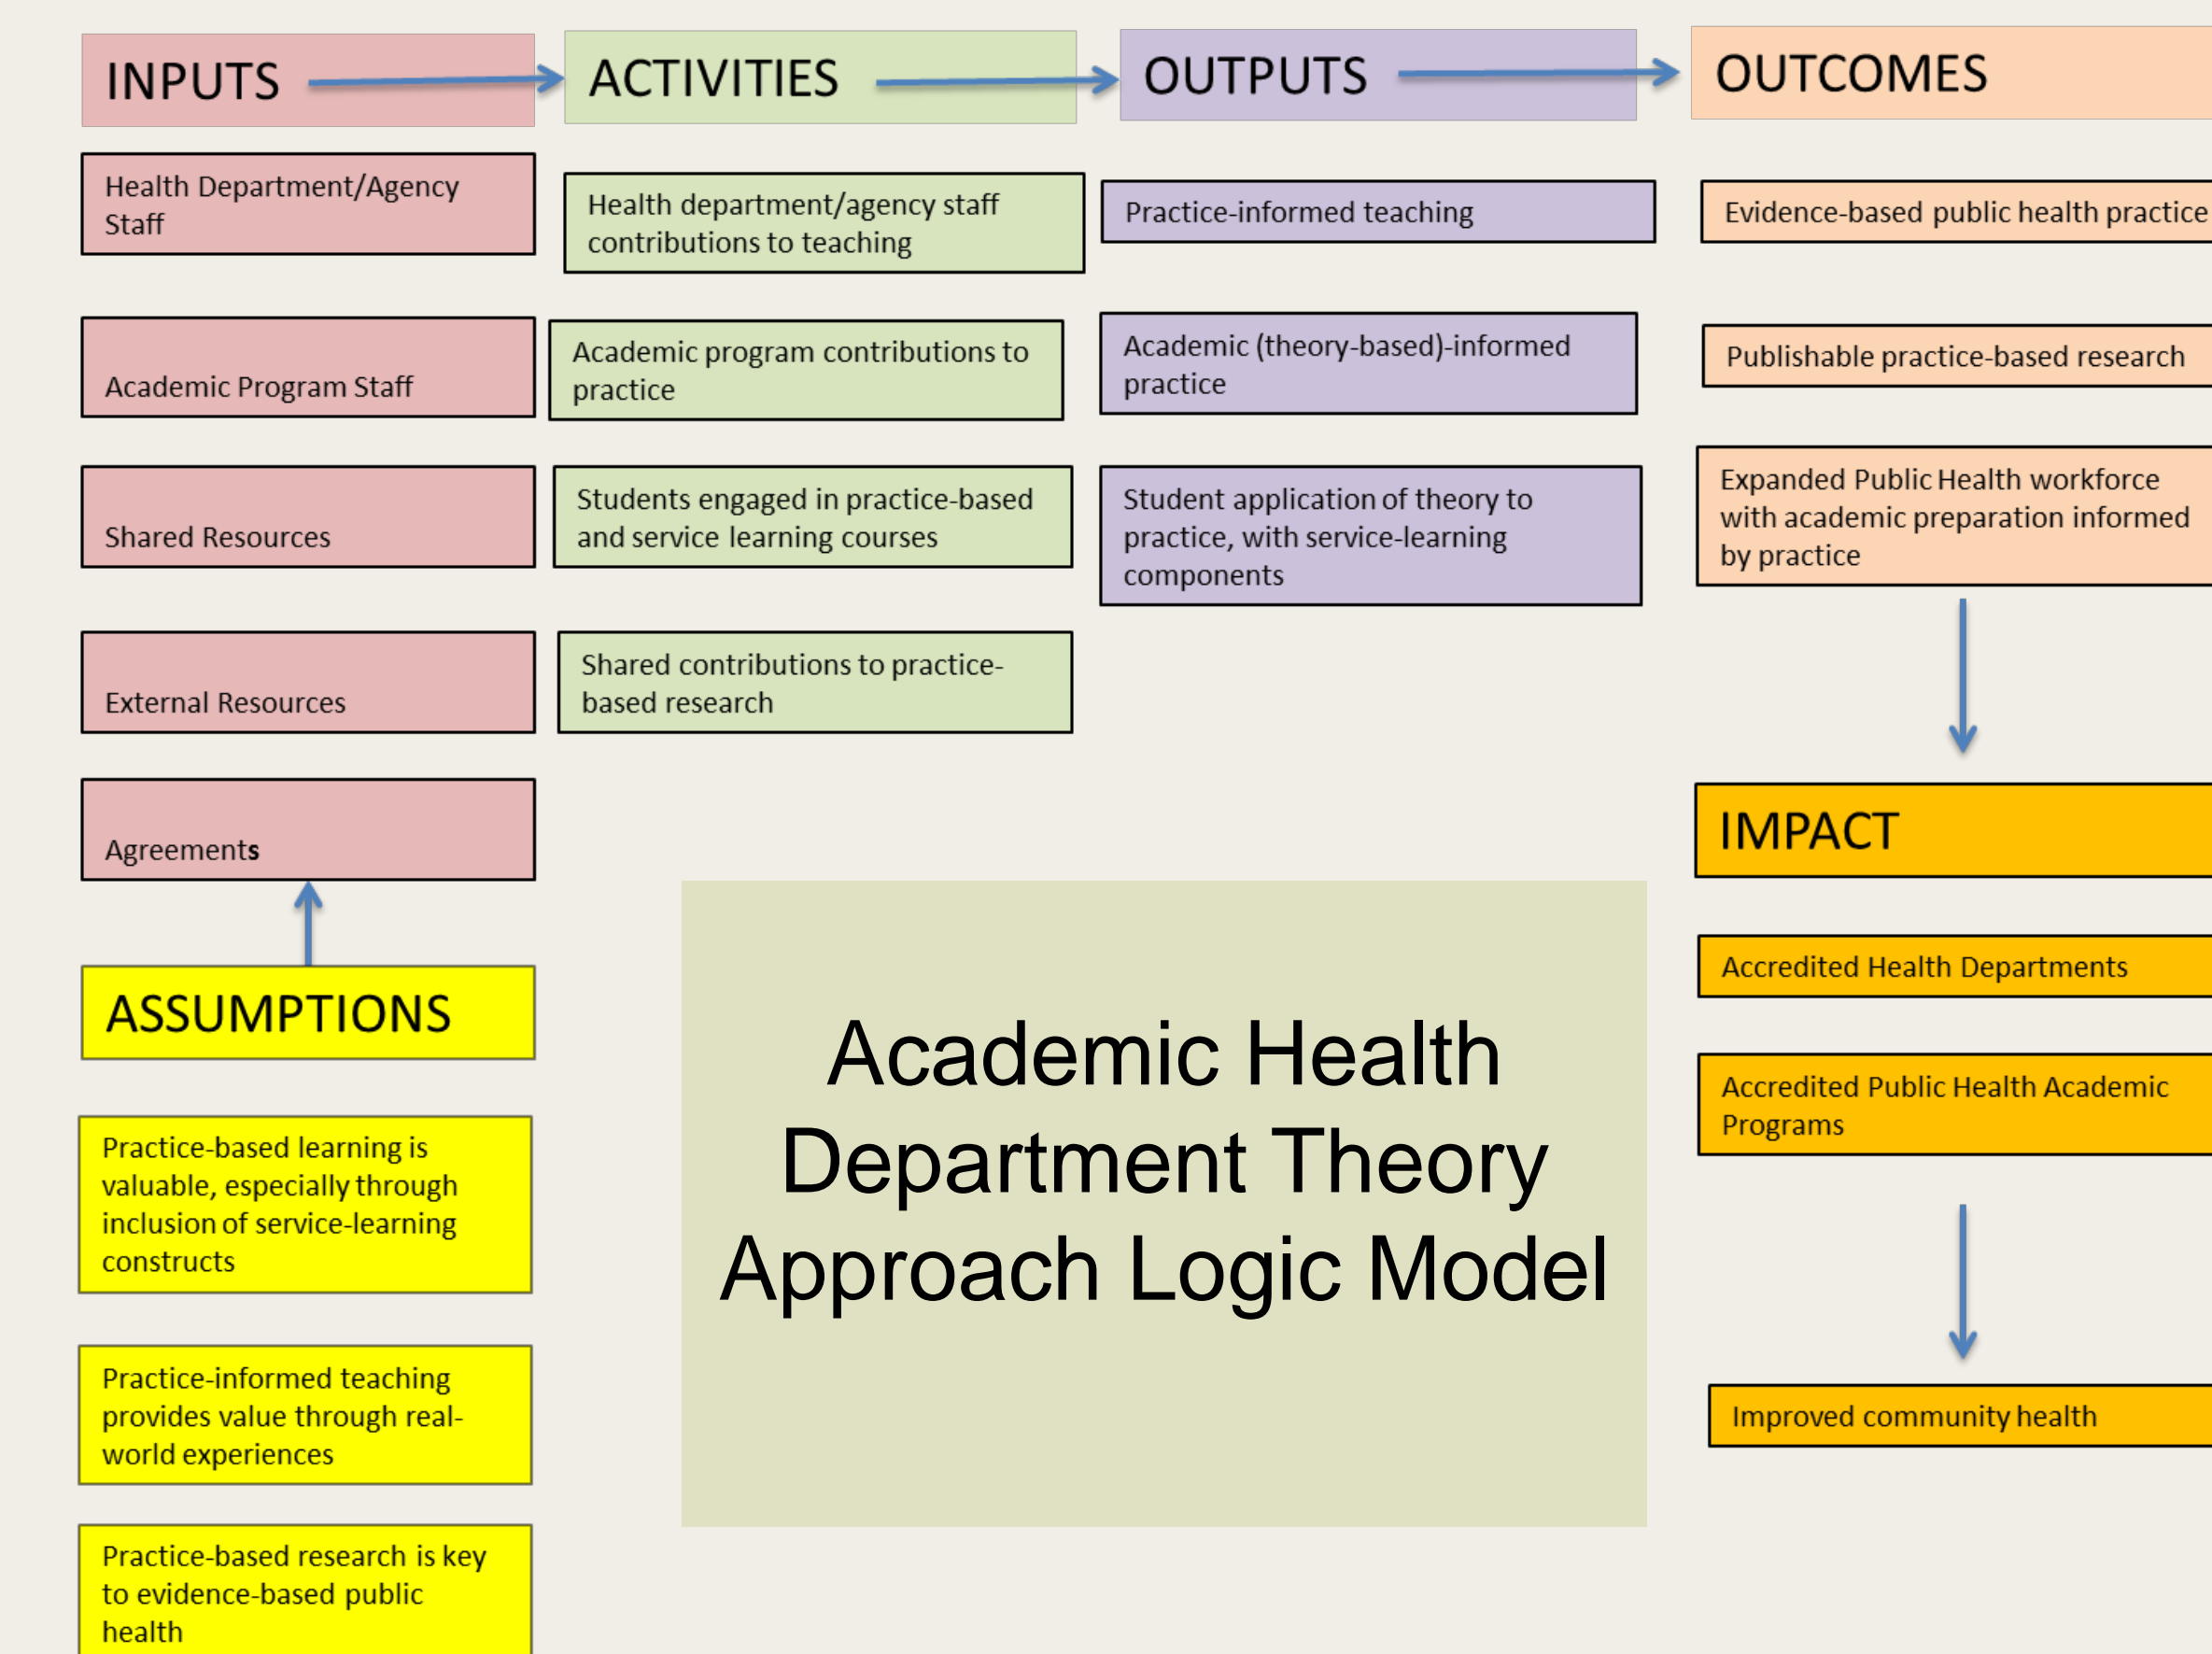 INPUTS
ACTIVITIES
OUTPUTS
OUTCOMES
Health Department/Agency
Staff
Academic Program Staff
Shared Resources
External Resources
Agreements
ASSUMPTIONS
Practice-based learning is
valuable, especially through
inclusion of service-learning
constructs
Practice-informed teaching
provides value through real-
world experiences
Practice-based research is key
to evidence-based public
health
Health department/agency staff
contributions to teaching
Academic program contributions to
practice
Students engaged in practice-based
and service learning courses
Shared contributions to practice-
based research
Practice-informed teaching
Academic (theory-based)-informed
practice
Student application of theory to
practice, with service-learning
components
Evidence-based public health practice
Publishable practice-based research
Expanded Public Health workforce
with academic preparation informed
by practice
IMPACT
Accredited Health Departments
Accredited Public Health Academic
Programs
Improved community health
Academic Health
Department Theory
Approach Logic Model